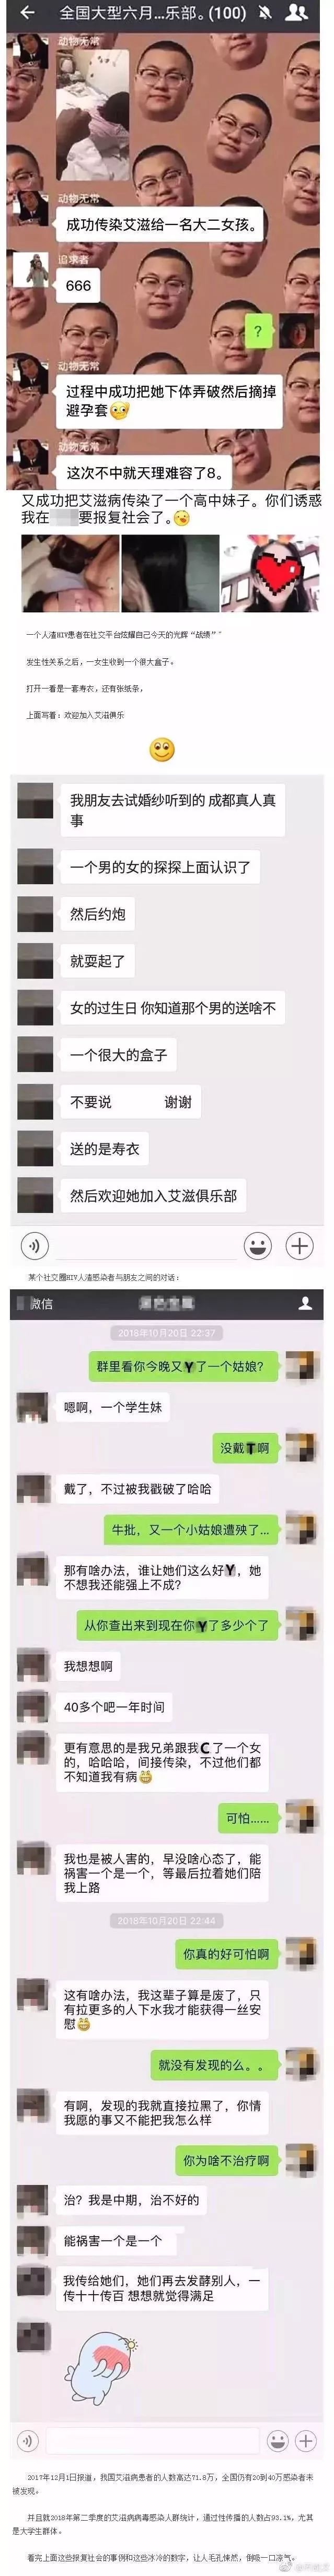 全国大型六月...乐部。(100)
动物无常
动物无常
成功传染艾滋给一名大二女孩。
追求者
666
?
动物无常
过程中成功把她下体弄破然后摘掉
避孕套
动物无常
这次不中就天理难容了8。
又成功把艾滋病传染了一个高中妹子。你们诱惑
我在 要报复社会了。
一个人渣HIV患者在社交平台炫耀自己今天的光辉“战绩”
发生性关系之后，一女生收到一个很大盒子。
打开一看是一套寿衣，还有张纸条，
上面写着：欢迎加入艾滋俱乐
我朋友去试婚纱听到的 成都真人真
事
一个男的女的探探上面认识了
然后约炮
就耍起了
女的过生日 你知道那个男的送啥不
一个很大的盒子
不要说 谢谢
送的是寿衣
然后欢迎她加入艾滋俱乐部
某个社交圈HIV人渣感染者与朋友之间的对话：
微信
2018年10月20日 22:37
群里看你今晚又Y了一个姑娘?
嗯啊，一个学生妹
没戴T啊
戴了，不过被我戳破了哈哈
牛批，又一个小姑娘遭殃了...
那有啥办法，谁让她们这么好Y，她
不想我还能强上不成?
从你查出来到现在你Y了多少个了
我想想啊
40多个吧一年时间
更有意思的是我兄弟跟我C了一个女
的，哈哈哈，间接传染，不过他们都
不知道我有病
可怕......
我也是被人害的，早没啥心态了，能
祸害一个是一个，等最后拉着她们陪
我上路
2018年10月20日 22:44
你真的好可怕啊
这有啥办法，我这辈子算是废了，只
有拉更多的人下水我才能获得一丝安
慰
就没有发现的么。。
有啊，发现的我就直接拉黑了，你情
我愿的事又不能把我怎么样
你为啥不治疗啊
治? 我是中期，治不好的
能祸害一个是一个
我传给她们，她们再去发酵别人，一
传十十传百 想想就觉得满足
2017年12月1日报道，我国艾滋病患者的人数高达71.8万，全国仍有20到40万感染者未
被发现。
并且就2018年第二季度的艾滋病病毒感染人群统计，通过性传播的人数占93.1%，尤其
是大学生群体。
看完上面这些报复社会的事例和这些冰冷的数字，让人毛孔悚然，倒吸一口凉气。